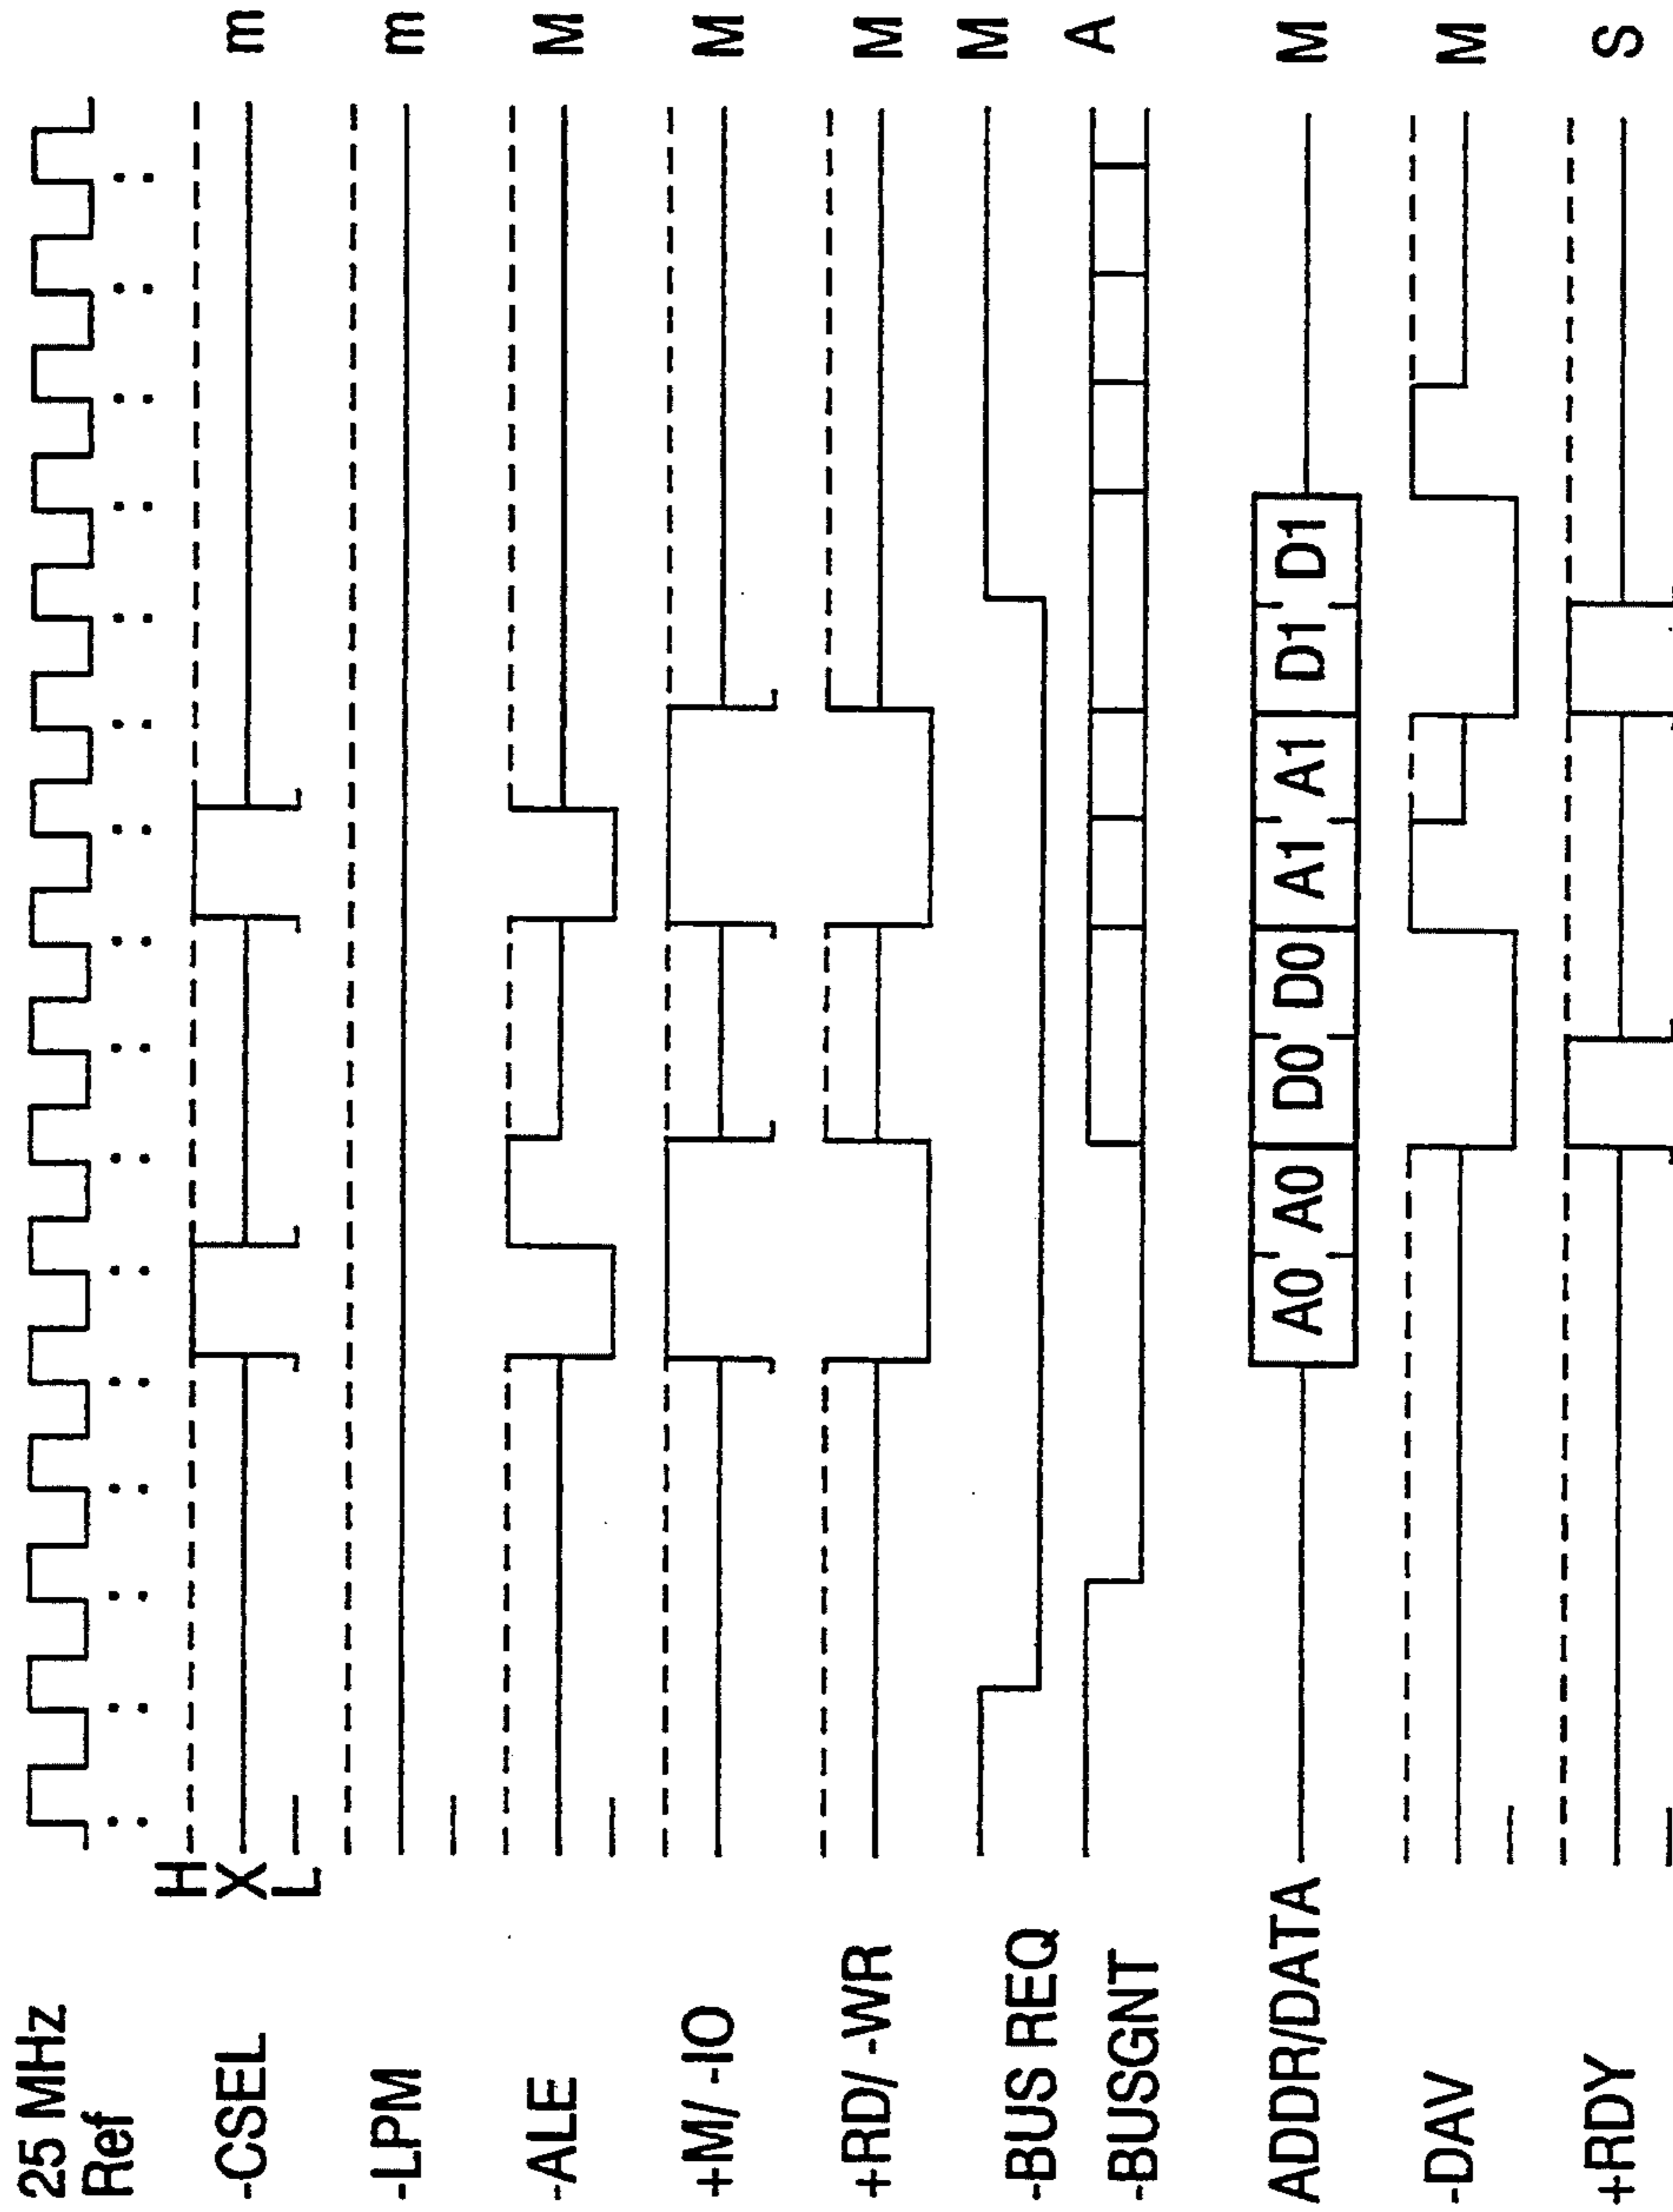 25 MHz
Ref
H
X
L
-CSEL
m
-LPM
m
-ALE
M
+M/ -IO
M
+RD/ -WR
M
-BUS REQ
M
-BUSGNT
A
ADDR/DATA
A0 A0 D0 D0 A1 A1 D1 D1
M
-DAV
M
+RDY
S